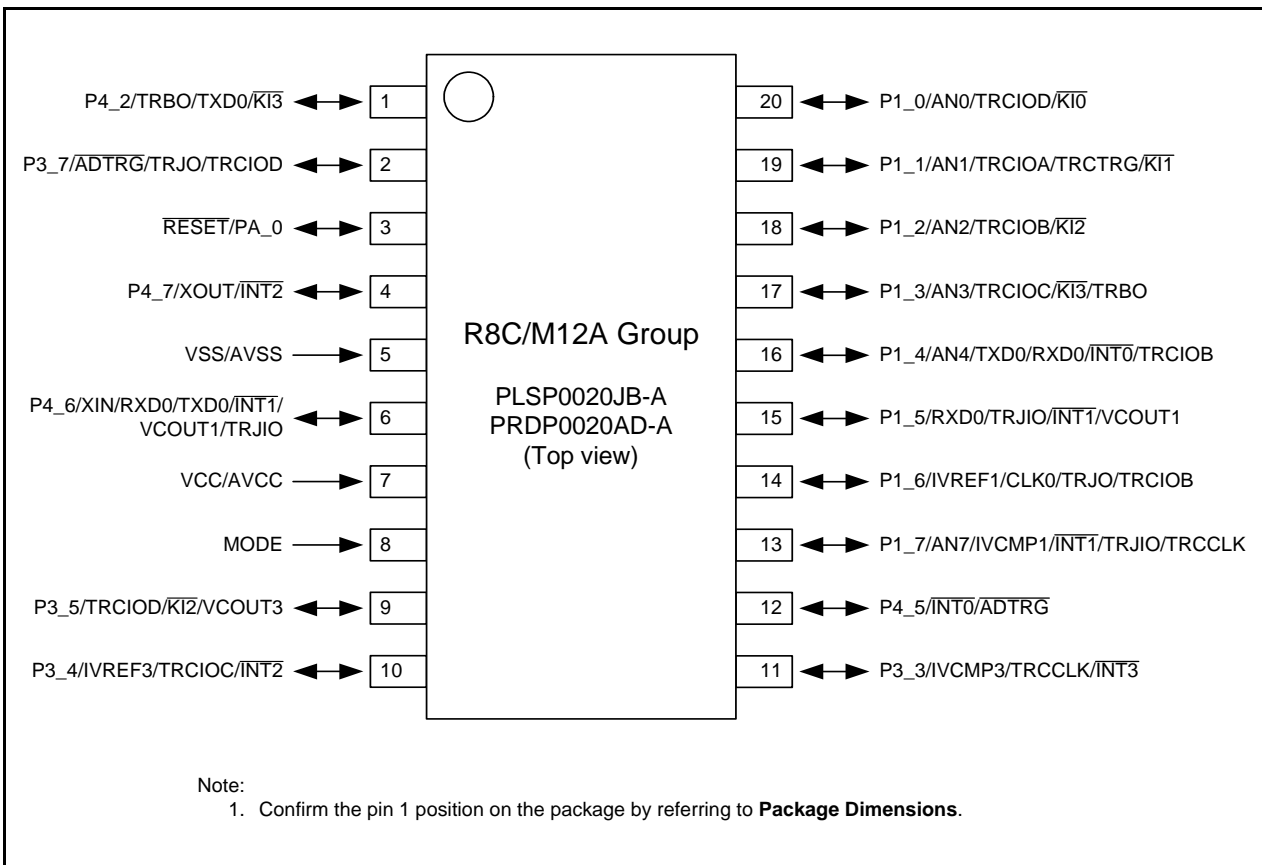 P4_2/TRBO/TXD0/KI3
1
P3_7/ADTRG/TRJO/TRCIOD
2
RESET/PA_0
3
P4_7/XOUT/INT2
4
VSS/AVSS
5
P4_6/XIN/RXD0/TXD0/INT1/
VCOUT1/TRJIO
6
VCC/AVCC
7
MODE
8
P3_5/TRCIOD/KI2/VCOUT3
9
P3_4/IVREF3/TRCIOC/INT2
10
R8C/M12A Group
PLSP0020JB-A
PRDP0020AD-A
(Top view)
20
P1_0/AN0/TRCIOD/KI0
19
P1_1/AN1/TRCIOA/TRCTRG/KI1
18
P1_2/AN2/TRCIOB/KI2
17
P1_3/AN3/TRCIOC/KI3/TRBO
16
P1_4/AN4/TXD0/RXD0/INT0/TRCIOB
15
P1_5/RXD0/TRJIO/INT1/VCOUT1
14
P1_6/IVREF1/CLK0/TRJO/TRCIOB
13
P1_7/AN7/IVCMP1/INT1/TRJIO/TRCCLK
12
P4_5/INT0/ADTRG
11
P3_3/IVCMP3/TRCCLK/INT3
Note:
1. Confirm the pin 1 position on the package by referring to Package Dimensions.